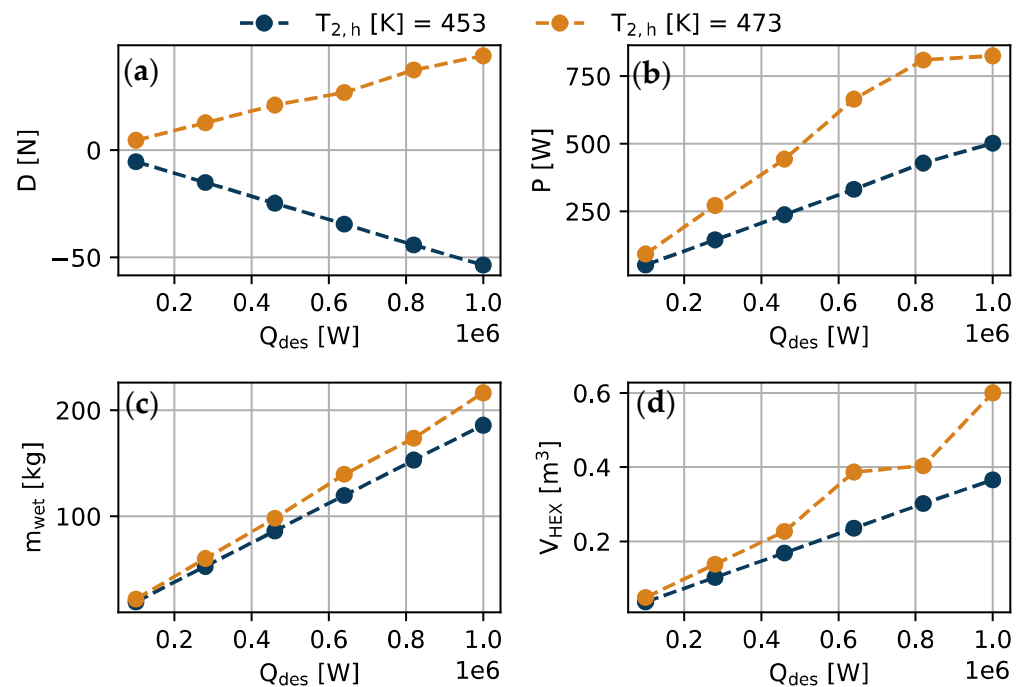 T2, h [K] = 453 T2, h [K] = 473
(a)
D [N]
0
−50
0.2 0.4 0.6 0.8 1.0
1e6
Qdes [W]
(b)
P [W]
750
500
250
0.2 0.4 0.6 0.8 1.0
1e6
Qdes [W]
(c)
mwet [kg]
200
100
0.2 0.4 0.6 0.8 1.0
1e6
Qdes [W]
(d)
VHEX [m³]
0.6
0.4
0.2
0.2 0.4 0.6 0.8 1.0
1e6
Qdes [W]